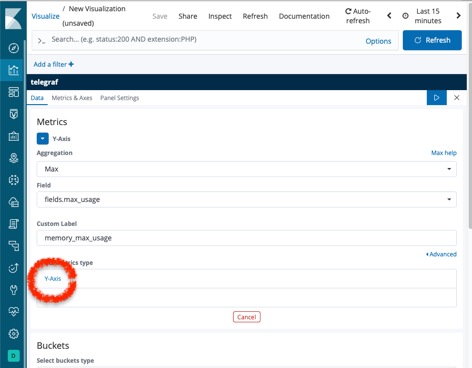 Visualize / New Visualization (unsaved)
Save Share Inspect Refresh Documentation Auto-refresh Last 15 minutes
>_ Search... (e.g. status:200 AND extension:PHP) Options Refresh
Add a filter +
telegraf
Data Metrics & Axes Panel Settings
Metrics
Y-Axis
Aggregation Max help
Max
Field
fields.max_usage
Custom Label
memory_max_usage
Advanced
type
Y-Axis
Cancel
Buckets
Select buckets type
D